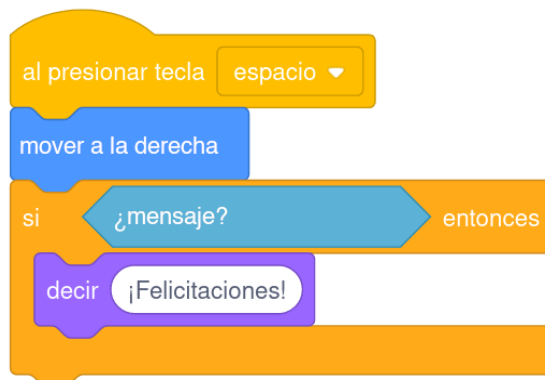 al presionar tecla espacio
mover a la derecha
si ¿mensaje? entonces
decir ¡Felicitaciones!